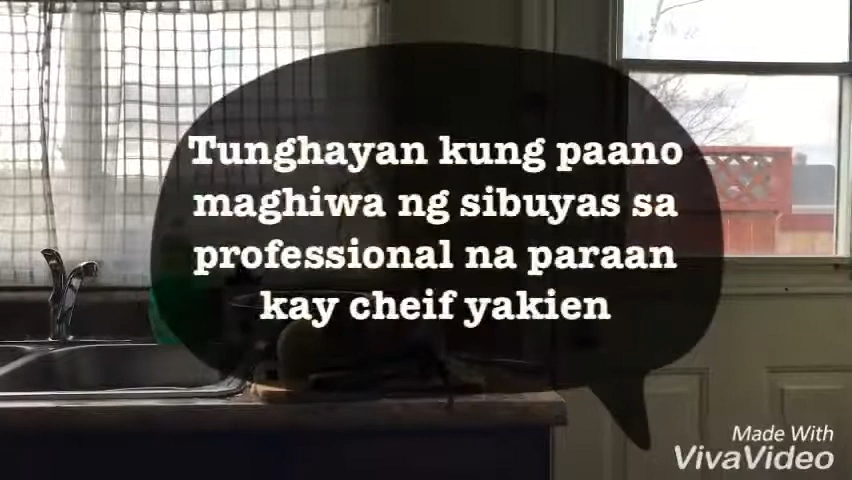 Tunghayan kung paano
maghiwa ng sibuyas sa
professional na paraan
kay cheif yakien
Made With
VivaVideo